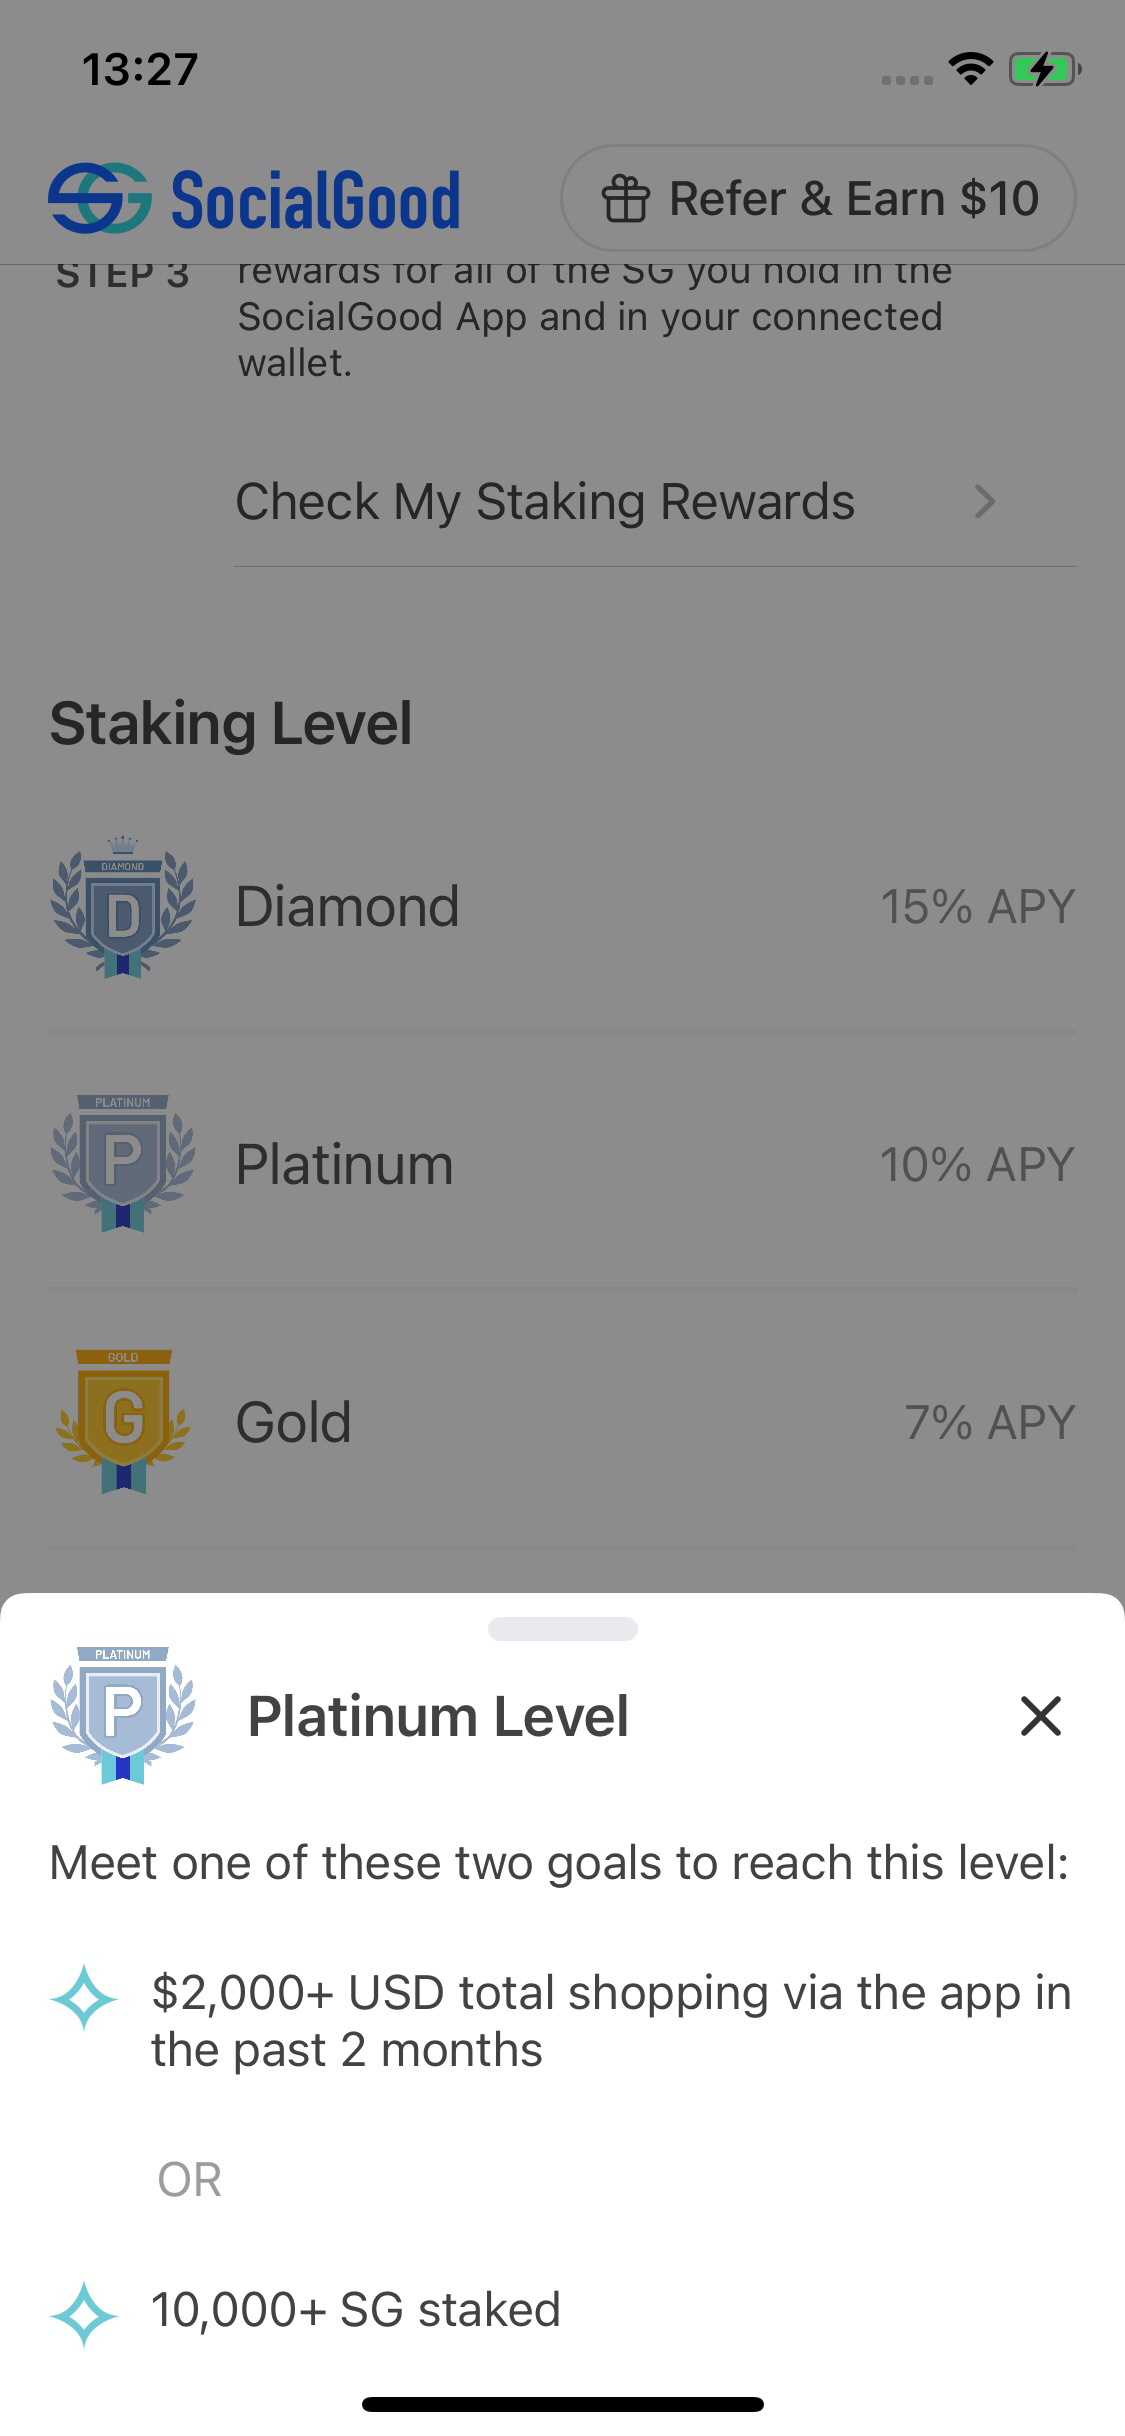 13:27
SocialGood
Refer & Earn $10
STEP 3
rewards for all of the SG you hold in the
SocialGood App and in your connected
wallet.
Check My Staking Rewards
Staking Level
DIAMOND
D
Diamond
15% APY
PLATINUM
P
Platinum
10% APY
GOLD
G
Gold
7% APY
PLATINUM
P
Platinum Level
Meet one of these two goals to reach this level:
$2,000+ USD total shopping via the app in
the past 2 months
OR
10,000+ SG staked